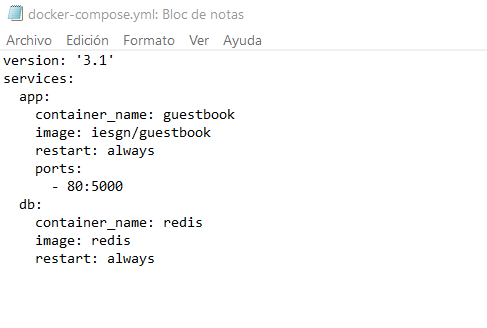 docker-compose.yml: Bloc de notas
Archivo Edición Formato Ver Ayuda
version: '3.1'
services:
  app:
    container_name: guestbook
    image: iesgn/guestbook
    restart: always
    ports:
      - 80:5000
  db:
    container_name: redis
    image: redis
    restart: always